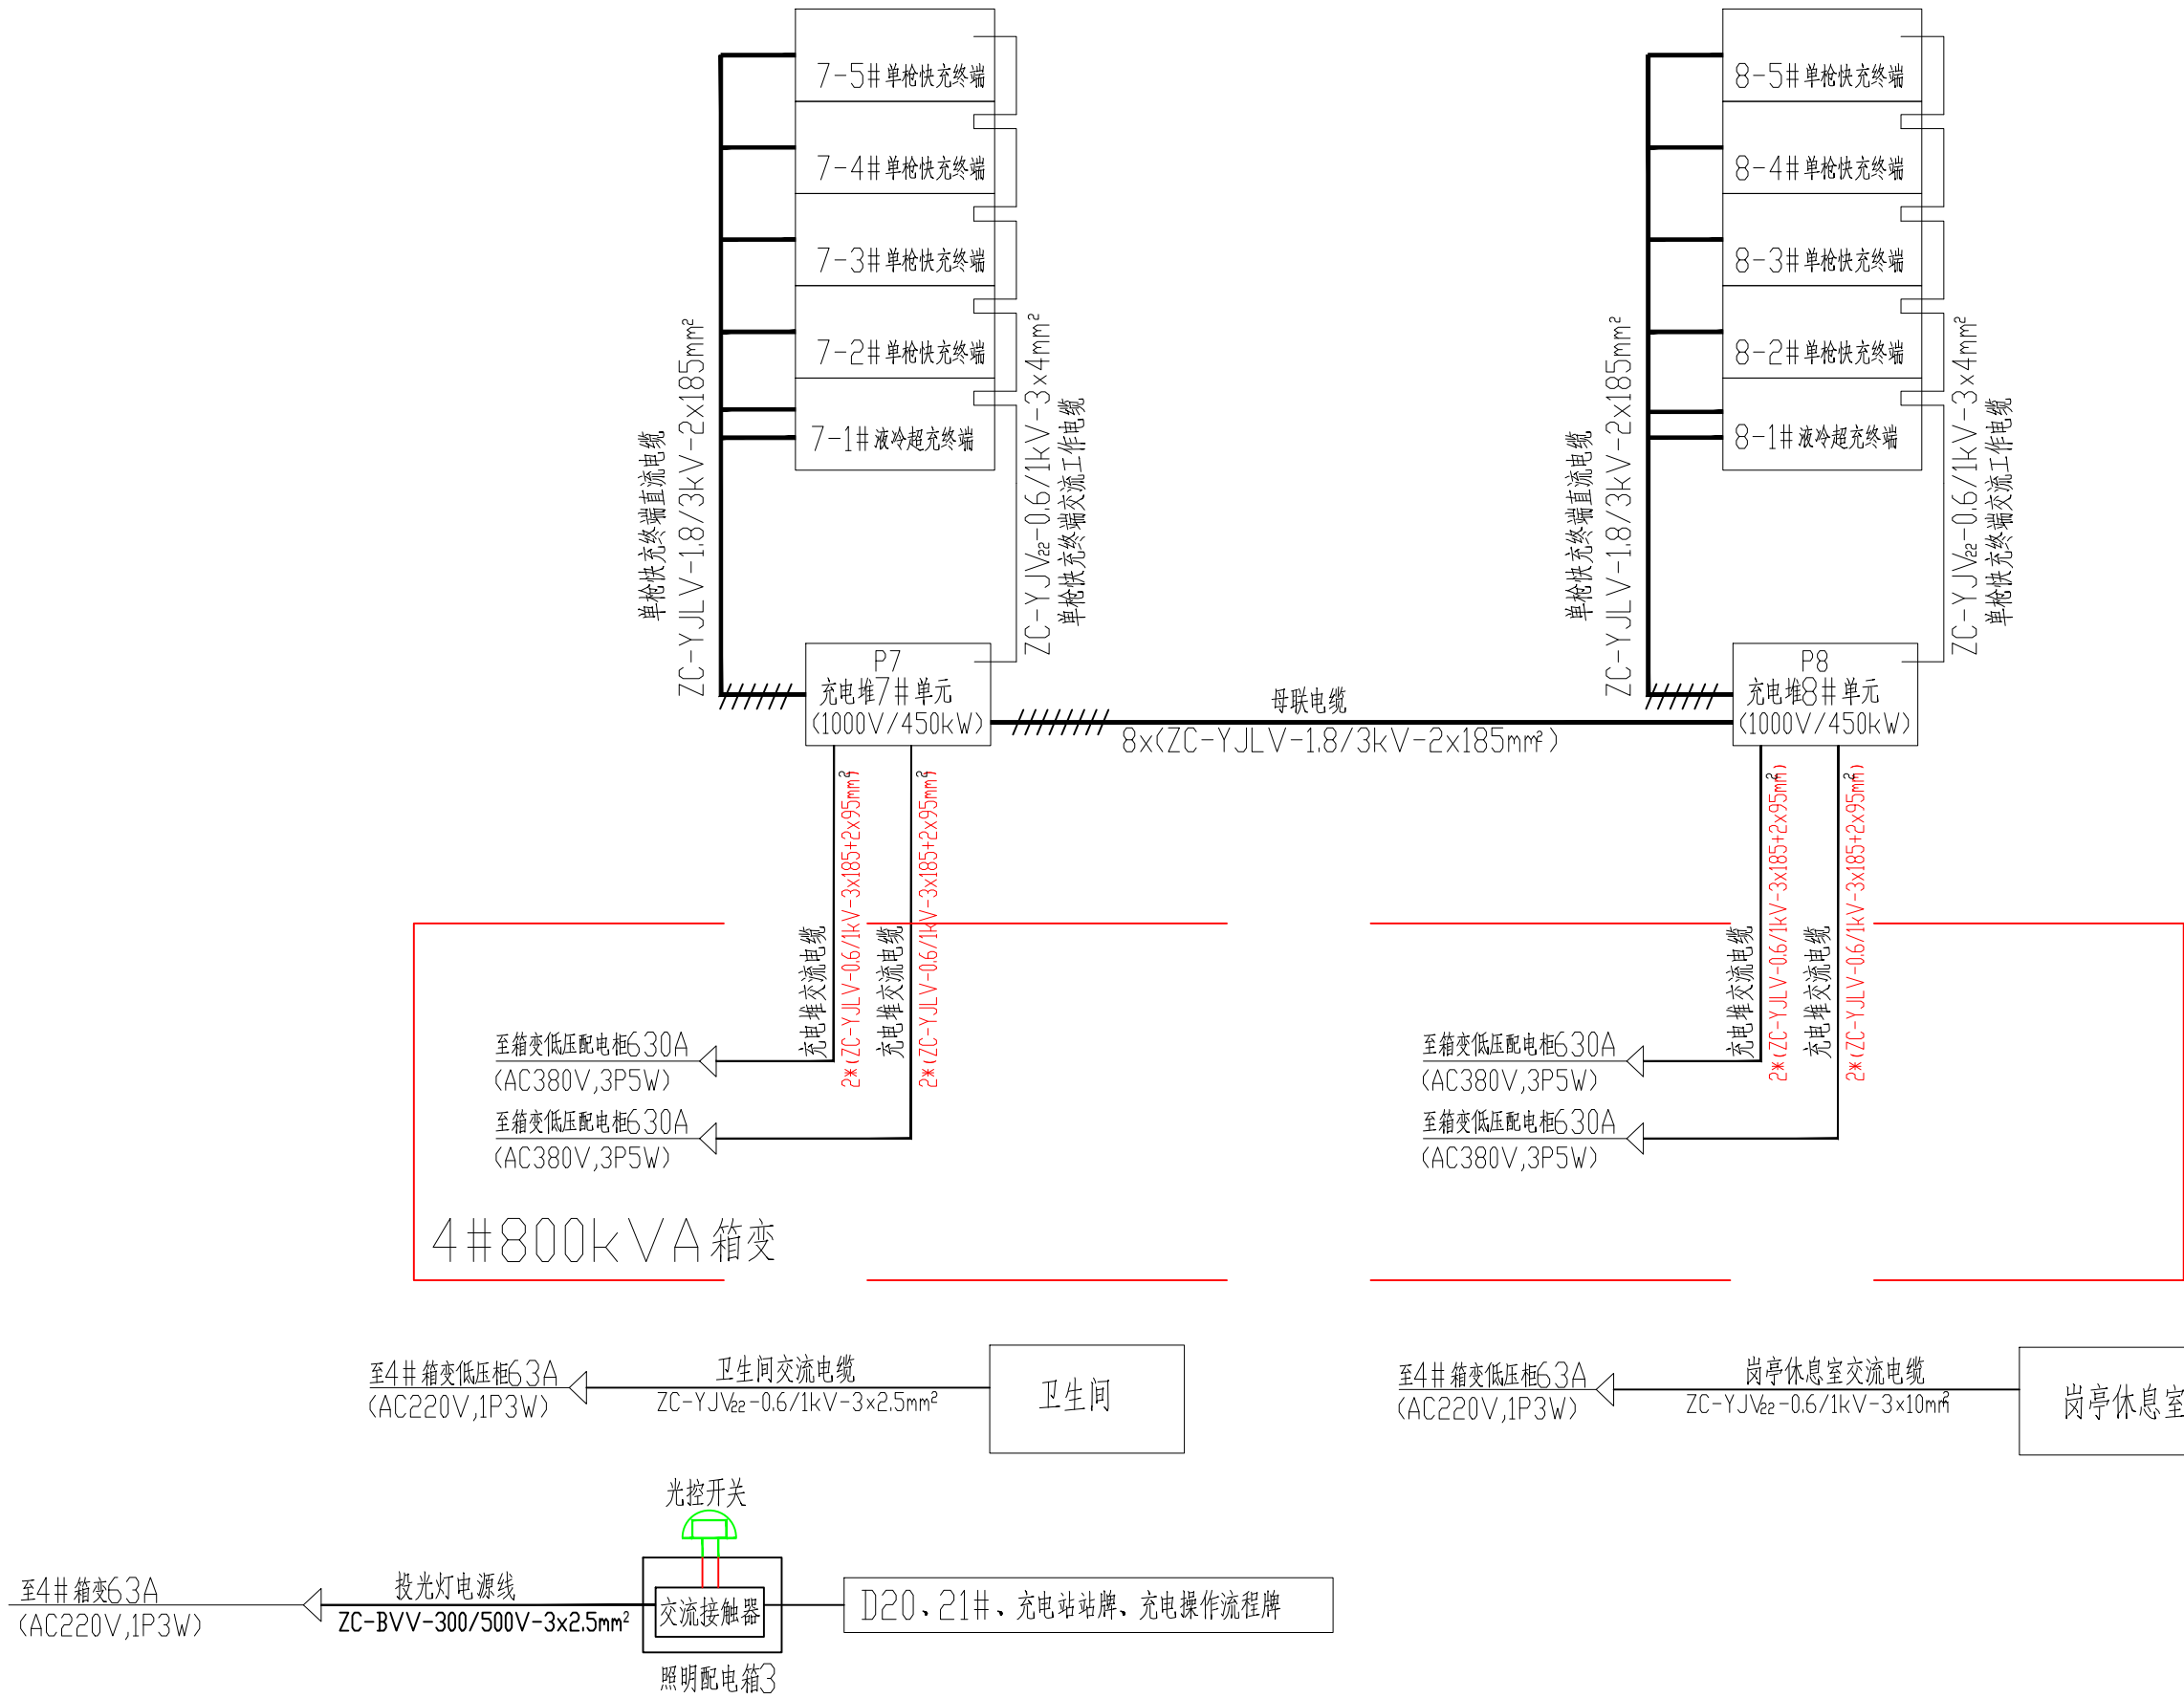 7-5#单枪快充终端
7-4#单枪快充终端
7-3#单枪快充终端
7-2#单枪快充终端
7-1#液冷超充终端
单枪快充终端直流电缆
ZC-YJLV-1.8/3kV-2x185mm²
ZC-YJV22-0.6/1kV-3x4mm²
单枪快充终端交流工作电缆
8-5#单枪快充终端
8-4#单枪快充终端
8-3#单枪快充终端
8-2#单枪快充终端
8-1#液冷超充终端
单枪快充终端直流电缆
ZC-YJLV-1.8/3kV-2x185mm²
ZC-YJV22-0.6/1kV-3x4mm²
单枪快充终端交流工作电缆
P7
充电堆7#单元
(1000V/450kW)
母联电缆
8x(ZC-YJLV-1.8/3kV-2x185mm²)
P8
充电堆8#单元
(1000V/450kW)
充电堆交流电缆
2*(ZC-YJLV-0.6/1kV-3x185+2x95mm²)
充电堆交流电缆
2*(ZC-YJLV-0.6/1kV-3x185+2x95mm²)
充电堆交流电缆
2*(ZC-YJLV-0.6/1kV-3x185+2x95mm²)
充电堆交流电缆
2*(ZC-YJLV-0.6/1kV-3x185+2x95mm²)
至箱变低压配电柜630A
(AC380V,3P5W)
至箱变低压配电柜630A
(AC380V,3P5W)
至箱变低压配电柜630A
(AC380V,3P5W)
至箱变低压配电柜630A
(AC380V,3P5W)
4#800kVA箱变
至4#箱变低压柜63A
(AC220V,1P3W)
卫生间交流电缆
ZC-YJV22-0.6/1kV-3x2.5mm²
卫生间
至4#箱变低压柜63A
(AC220V,1P3W)
岗亭休息室交流电缆
ZC-YJV22-0.6/1kV-3x10mm²
岗亭休息室
光控开关
至4#箱变63A
(AC220V,1P3W)
投光灯电源线
ZC-BVV-300/500V-3x2.5mm²
交流接触器
D20、21#、充电站站牌、充电操作流程牌
照明配电箱3